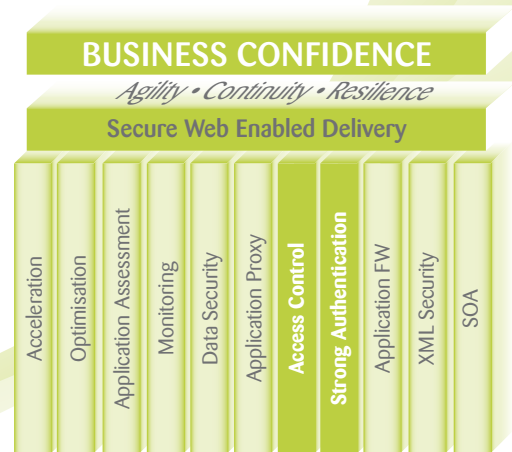 BUSINESS CONFIDENCE
Agility • Continuity • Resilience
Secure Web Enabled Delivery
Acceleration
Optimisation
Application Assessment
Monitoring
Data Security
Application Proxy
Access Control
Strong Authentication
Application FW
XML Security
SOA